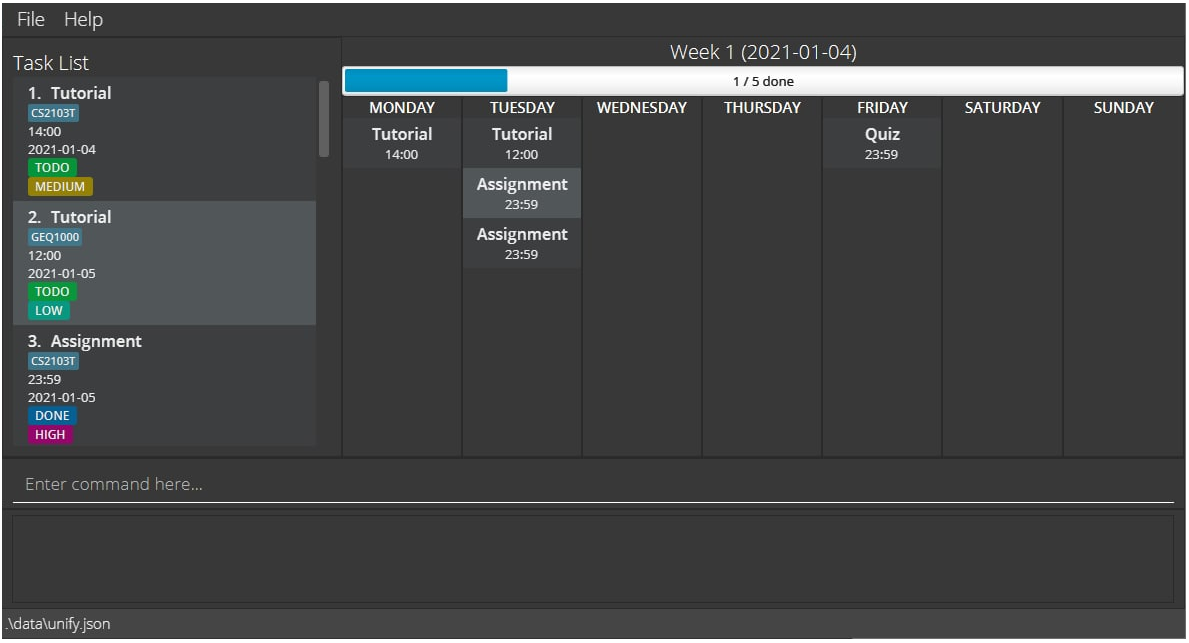 File Help
Task List
1. Tutorial
CS2103T
14:00
2021-01-04
TODO
MEDIUM
2. Tutorial
GEQ1000
12:00
2021-01-05
TODO
LOW
3. Assignment
CS2103T
23:59
2021-01-05
DONE
HIGH
Week 1 (2021-01-04)
1 / 5 done
MONDAY TUESDAY WEDNESDAY THURSDAY FRIDAY SATURDAY SUNDAY
Tutorial Tutorial Quiz
14:00 12:00 23:59
Assignment
23:59
Assignment
23:59
Enter command here...
.\data\unify.json